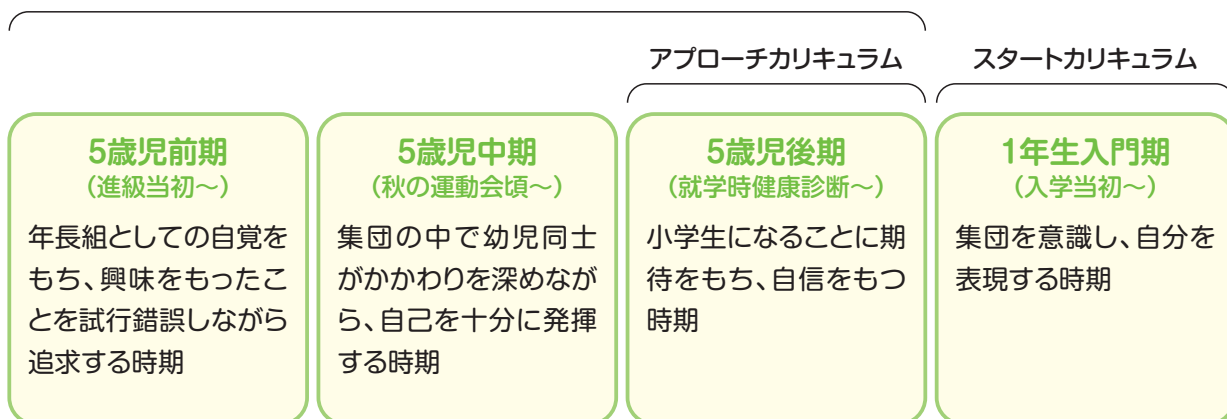 アプローチカリキュラム
スタートカリキュラム
5歳児前期
(進級当初~)
年長組としての自覚を
もち、興味をもったこ
とを試行錯誤しながら
追求する時期
5歳児中期
(秋の運動会頃~)
集団の中で幼児同士
がかかわりを深めなが
ら、自己を十分に発揮
する時期
5歳児後期
(就学時健康診断~)
小学生になることに期
待をもち、自信をもつ
時期
1年生入門期
(入学当初~)
集団を意識し、自分を
表現する時期